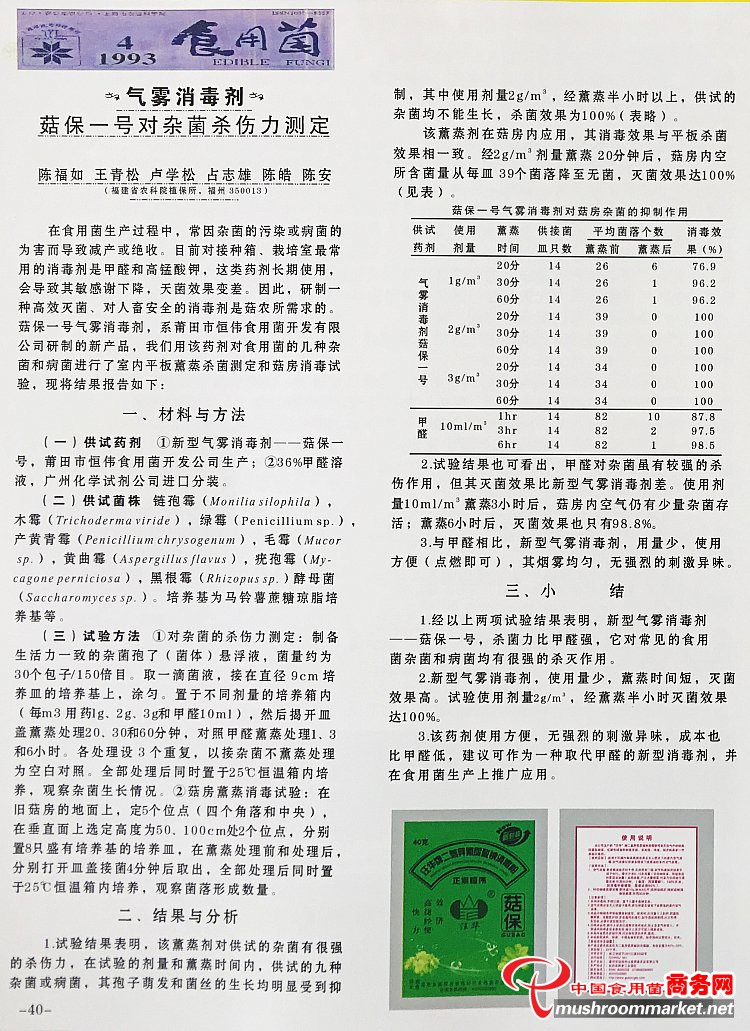 4
1993
食用菌
EDIBLE FUNGI
气雾消毒剂
菇保一号对杂菌杀伤力测定
陈福如 王青松 卢学松 占志雄 陈皓 陈安
(福建省农科院植保所，福州 350013)
在食用菌生产过程中，常因杂菌的污染或病菌的
为害而导致减产或绝收。目前对接种箱、栽培室最常
用的消毒剂是甲醛和高锰酸钾，这类药剂长期使用，
会导致其敏感谢下降，灭菌效果变差。因此，研制一
种高效灭菌、对人畜安全的消毒剂是菇农所需求的。
菇保一号气雾消毒剂，系莆田市恒伟食用菌开发有限
公司研制的新产品，我们用该药剂对食用菌的几种杂
菌和病菌进行了室内平板薰蒸杀菌测定和菇房消毒试
验，现将结果报告如下：
一、材料与方法
(一)供试药剂 ①新型气雾消毒剂——菇保一
号，莆田市恒伟食用菌开发公司生产；②36%甲醛溶
液，广州化学试剂公司进口分装。
(二)供试菌株 链孢霉(Monilia silophila)，
木霉(Trichoderma viride)，绿霉(Penicillium sp.)，
产黄青霉(Penicillium chrysogenum)，毛霉(Mucor
sp.)，黄曲霉(Aspergillus flavus)，疣孢霉(My-
cagone perniciosa)，黑根霉(Rhizopus sp.)酵母菌
(Saccharomyces sp.)。培养基为马铃薯蔗糖琼脂培
养基等。
(三)试验方法 ①对杂菌的杀伤力测定：制备
生活力一致的杂菌孢了(菌体)悬浮液，菌量约为
30个包子/150倍目。取一滴菌液，接在直径 9cm 培
养皿的培养基上，涂匀。置于不同剂量的培养箱内
(每m3 用药lg、2g、3g和甲醛10ml)，然后揭开皿
盖薰蒸处理20、30和60分钟，对照甲醛薰蒸处理1、3
和6小时。各处理设 3 个重复，以接杂菌不薰蒸处理
为空白对照。全部处理后同时置于25℃恒温箱内培
养，观察杂菌生长情况。②菇房薰蒸消毒试验：在
旧菇房的地面上，定5个位点(四个角落和中央)，
在垂直面上选定高度为50、100cm处2个位点，分别
置8只盛有培养基的培养皿，在薰蒸处理前和处理后，
分别打开皿盖接菌4分钟后取出，全部处理后同时置
于25℃恒温箱内培养，观察菌落形成数量。
二、结果与分析
1.试验结果表明，该薰蒸剂对供试的杂菌有很强
的杀伤力，在试验的剂量和薰蒸时间内，供试的九种
杂菌或病菌，其孢子萌发和菌丝的生长均明显受到抑
-40-
制，其中使用剂量2g/m³，经薰蒸半小时以上，供试的
杂菌均不能生长，杀菌效果为100%(表略)。
该薰蒸剂在菇房内应用，其消毒效果与平板杀菌
效果相一致。经2g/m³剂量薰蒸 20分钟后，菇房内空
所含菌量从每皿 39个菌落降至无菌，灭菌效果达100%
(见表)。
菇保一号气雾消毒剂对菇房杂菌的抑制作用
供试 使用 薰蒸 供接菌 平均菌落个数 消毒效
药剂 剂量 时间 皿只数 薰蒸前 薰蒸后 果(%)
气雾消毒剂菇保一号
1g/m³ 20分 14 26 6 76.9
30分 14 26 1 96.2
60分 14 26 1 96.2
2g/m³ 20分 14 39 0 100
30分 14 39 0 100
60分 14 39 0 100
3g/m³ 20分 14 34 0 100
30分 14 34 0 100
60分 14 34 0 100
甲醛 10ml/m³ 1hr 14 82 10 87.8
3hr 14 82 2 97.5
6hr 14 82 1 98.5
2.试验结果也可看出，甲醛对杂菌虽有较强的杀
伤作用，但其灭菌效果比新型气雾消毒剂差。使用剂
量10ml/m³薰蒸3小时后，菇房内空气仍有少量杂菌存
活；薰蒸6小时后，灭菌效果也只有98.8%。
3.与甲醛相比，新型气雾消毒剂，用量少，使用
方便(点燃即可)，其烟雾均匀，无强烈的刺激异味。
三、小 结
1.经以上两项试验结果表明，新型气雾消毒剂
——菇保一号，杀菌力比甲醛强，它对常见的食用
菌杂菌和病菌均有很强的杀灭作用。
2.新型气雾消毒剂，使用量少，薰蒸时间短，灭菌
效果高。试验使用剂量2g/m³，经薰蒸半小时灭菌效果
达100%。
3.该药剂使用方便，无强烈的刺激异味，成本也
比甲醛低，建议可作为一种取代甲醛的新型消毒剂，并
在食用菌生产上推广应用。
40克
正泰恒伟
高效
快捷
经济
方便
菇保
GUBAO
使用说明
中国食用菌商务网
www.mushroommarket.net